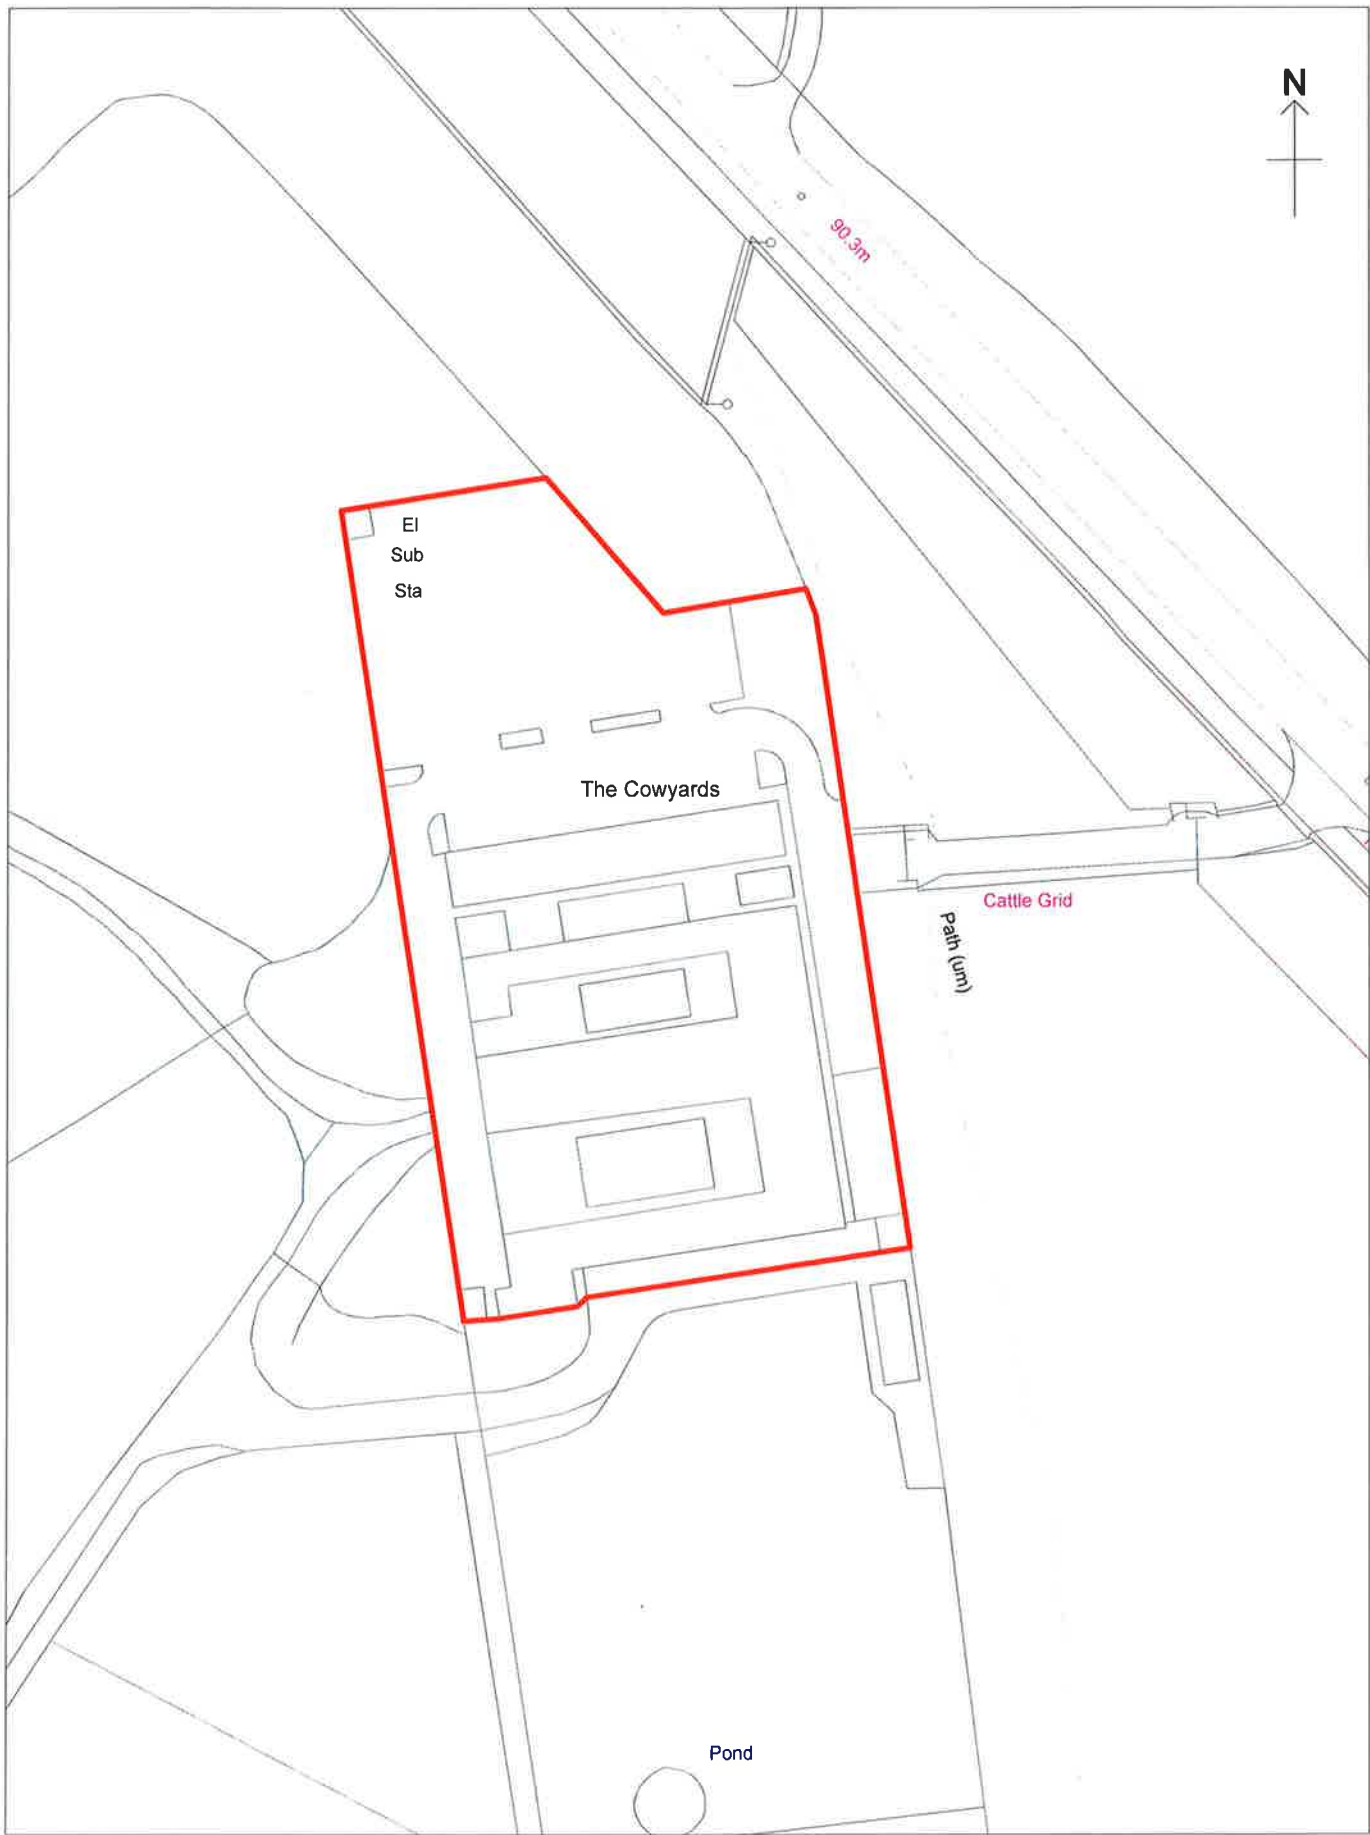 N
90.3m
El
Sub
Sta
The Cowyards
Cattle Grid
Path (um)
Pond